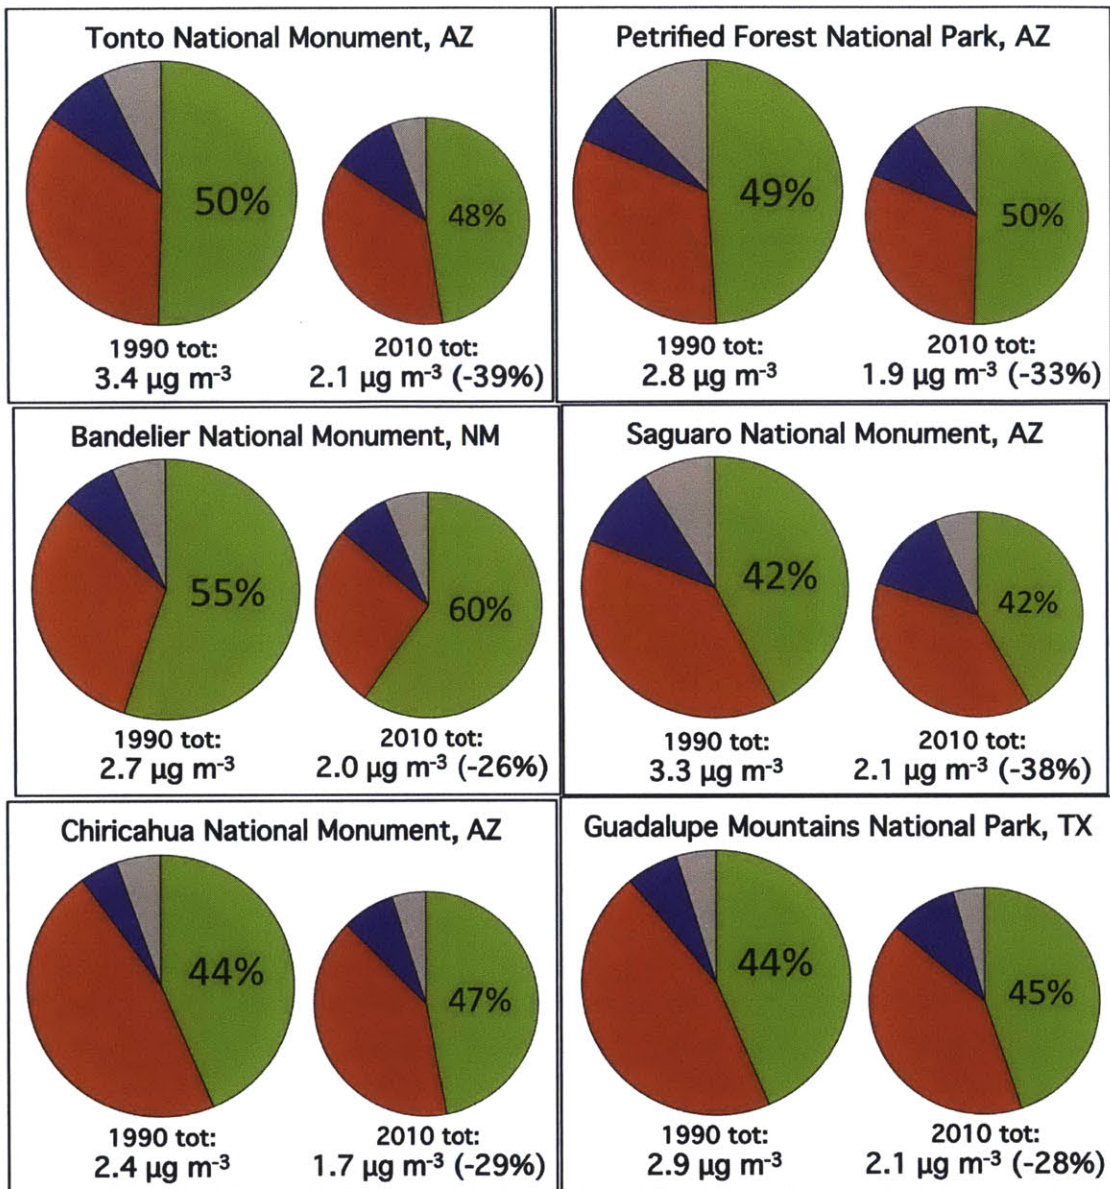 Tonto National Monument, AZ
50%
48%
1990 tot:
3.4 µg m⁻³
2010 tot:
2.1 µg m⁻³ (-39%)
Petrified Forest National Park, AZ
49%
50%
1990 tot:
2.8 µg m⁻³
2010 tot:
1.9 µg m⁻³ (-33%)
Bandelier National Monument, NM
55%
60%
1990 tot:
2.7 µg m⁻³
2010 tot:
2.0 µg m⁻³ (-26%)
Saguaro National Monument, AZ
42%
42%
1990 tot:
3.3 µg m⁻³
2010 tot:
2.1 µg m⁻³ (-38%)
Chiricahua National Monument, AZ
44%
47%
1990 tot:
2.4 µg m⁻³
2010 tot:
1.7 µg m⁻³ (-29%)
Guadalupe Mountains National Park, TX
44%
45%
1990 tot:
2.9 µg m⁻³
2010 tot:
2.1 µg m⁻³ (-28%)